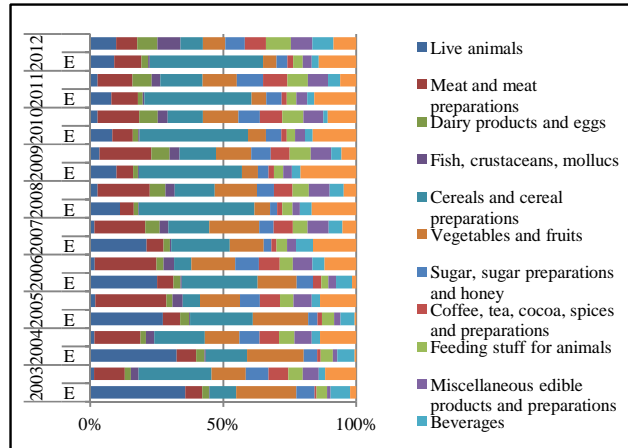 2012
E
2011
E
2010
E
2009
E
2008
E
2007
E
2006
E
2005
E
2004
E
2003
E
0%
50%
100%
Live animals
Meat and meat
preparations
Dairy products and eggs
Fish, crustaceans, mollucs
Cereals and cereal
preparations
Vegetables and fruits
Sugar, sugar preparations
and honey
Coffee, tea, cocoa, spices
and preparations
Feeding stuff for animals
Miscellaneous edible
products and preparations
Beverages